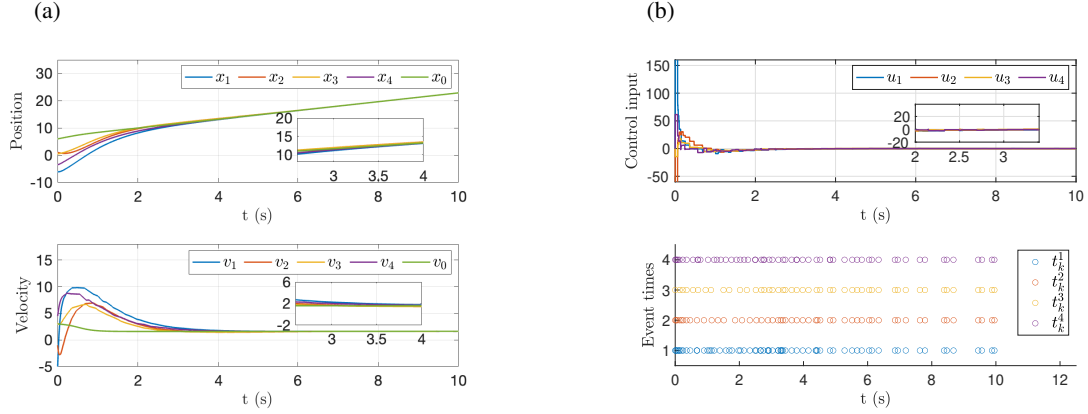 (a)
(b)
30
20
10
0
-10
Position
x₁ x₂ x₃ x₄ x₀
20
15
10
3 3.5 4
0 2 4 6 8 10
t (s)
15
10
5
0
-5
Velocity
v₁ v₂ v₃ v₄ v₀
6
2
-2
3 3.5 4
0 2 4 6 8 10
t (s)
150
100
50
0
-50
Control input
u₁ u₂ u₃ u₄
20
0
-20
2 2.5 3
0 2 4 6 8 10
t (s)
4
3
2
1
Event times
t¹ₖ
t²ₖ
t³ₖ
t⁴ₖ
0 2 4 6 8 10 12
t (s)